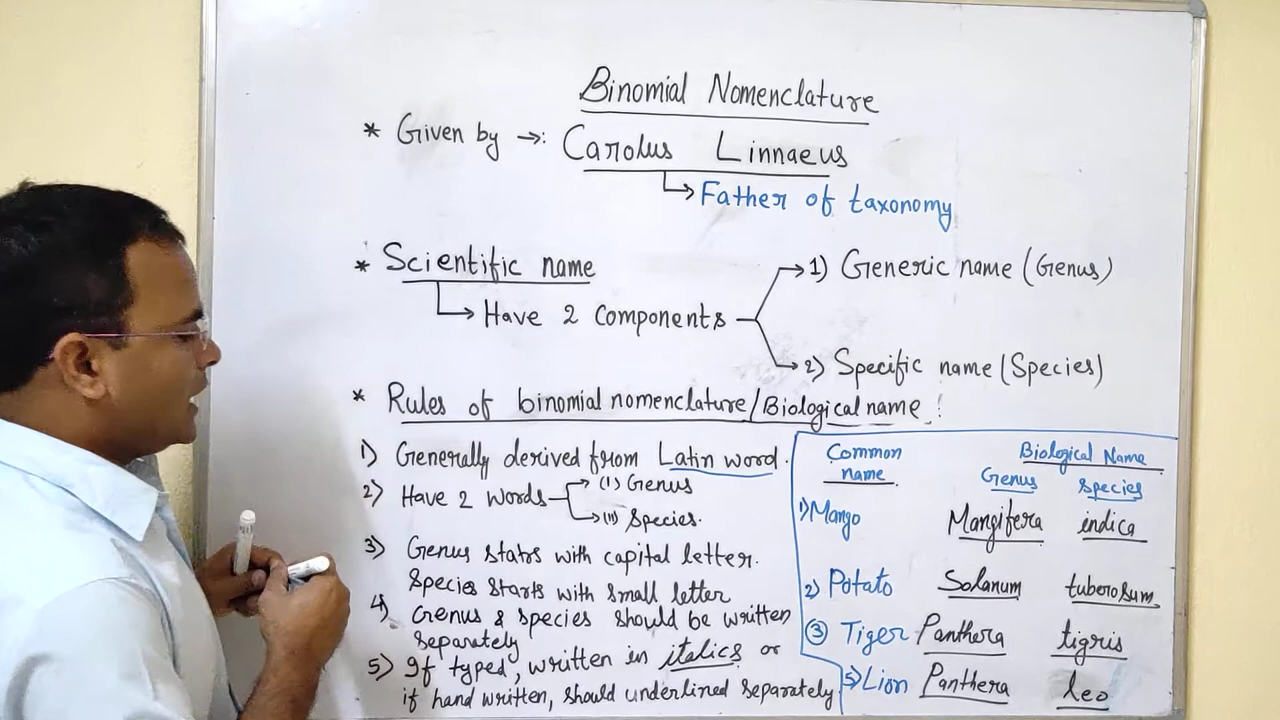 Binomial Nomenclature
* Given by →: Carolus Linnaeus
↳ Father of taxonomy
* Scientific name
↳ Have 2 components
→ 1) Generic name (Genus)
→ 2) Specific name (Species)
* Rules of binomial nomenclature/Biological name :
1) Generally derived from Latin word.
2) Have 2 words → (i) Genus
→ (ii) Species.
3) Genus stats with capital letter.
Species starts with small letter
4) Genus & species should be written
separately
5) If typed, written in italics or
if hand written, should underlined separately
Common name Biological Name
Genus Species
1) Mango Mangifera indica
2) Potato Solanum tuberosum
③ Tiger Panthera tigris
5) Lion Panthera leo